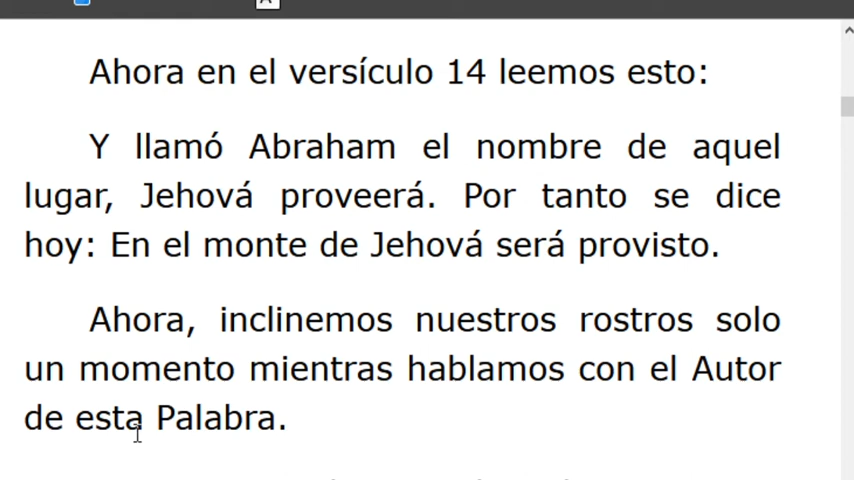 Ahora en el versículo 14 leemos esto:
Y llamó Abraham el nombre de aquel
lugar, Jehová proveerá. Por tanto se dice
hoy: En el monte de Jehová será provisto.
Ahora, inclinemos nuestros rostros solo
un momento mientras hablamos con el Autor
de esta Palabra.